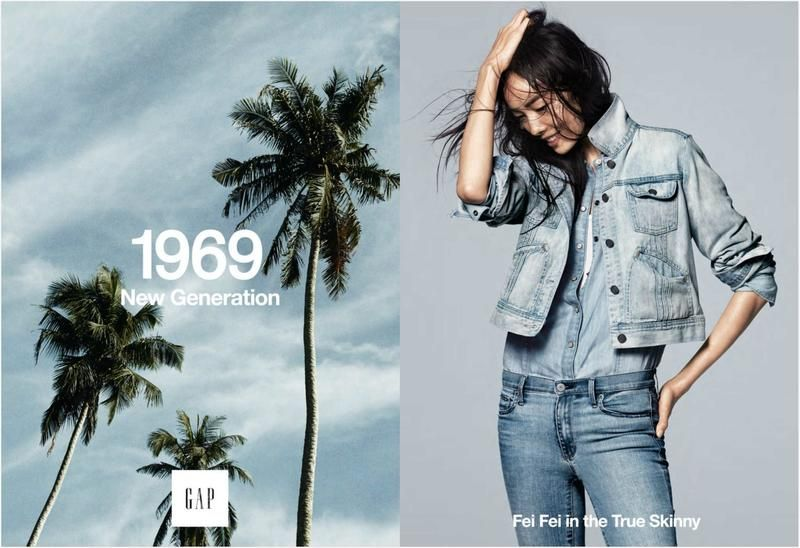 1969
New Generation
GAP
Fei Fei in the True Skinny